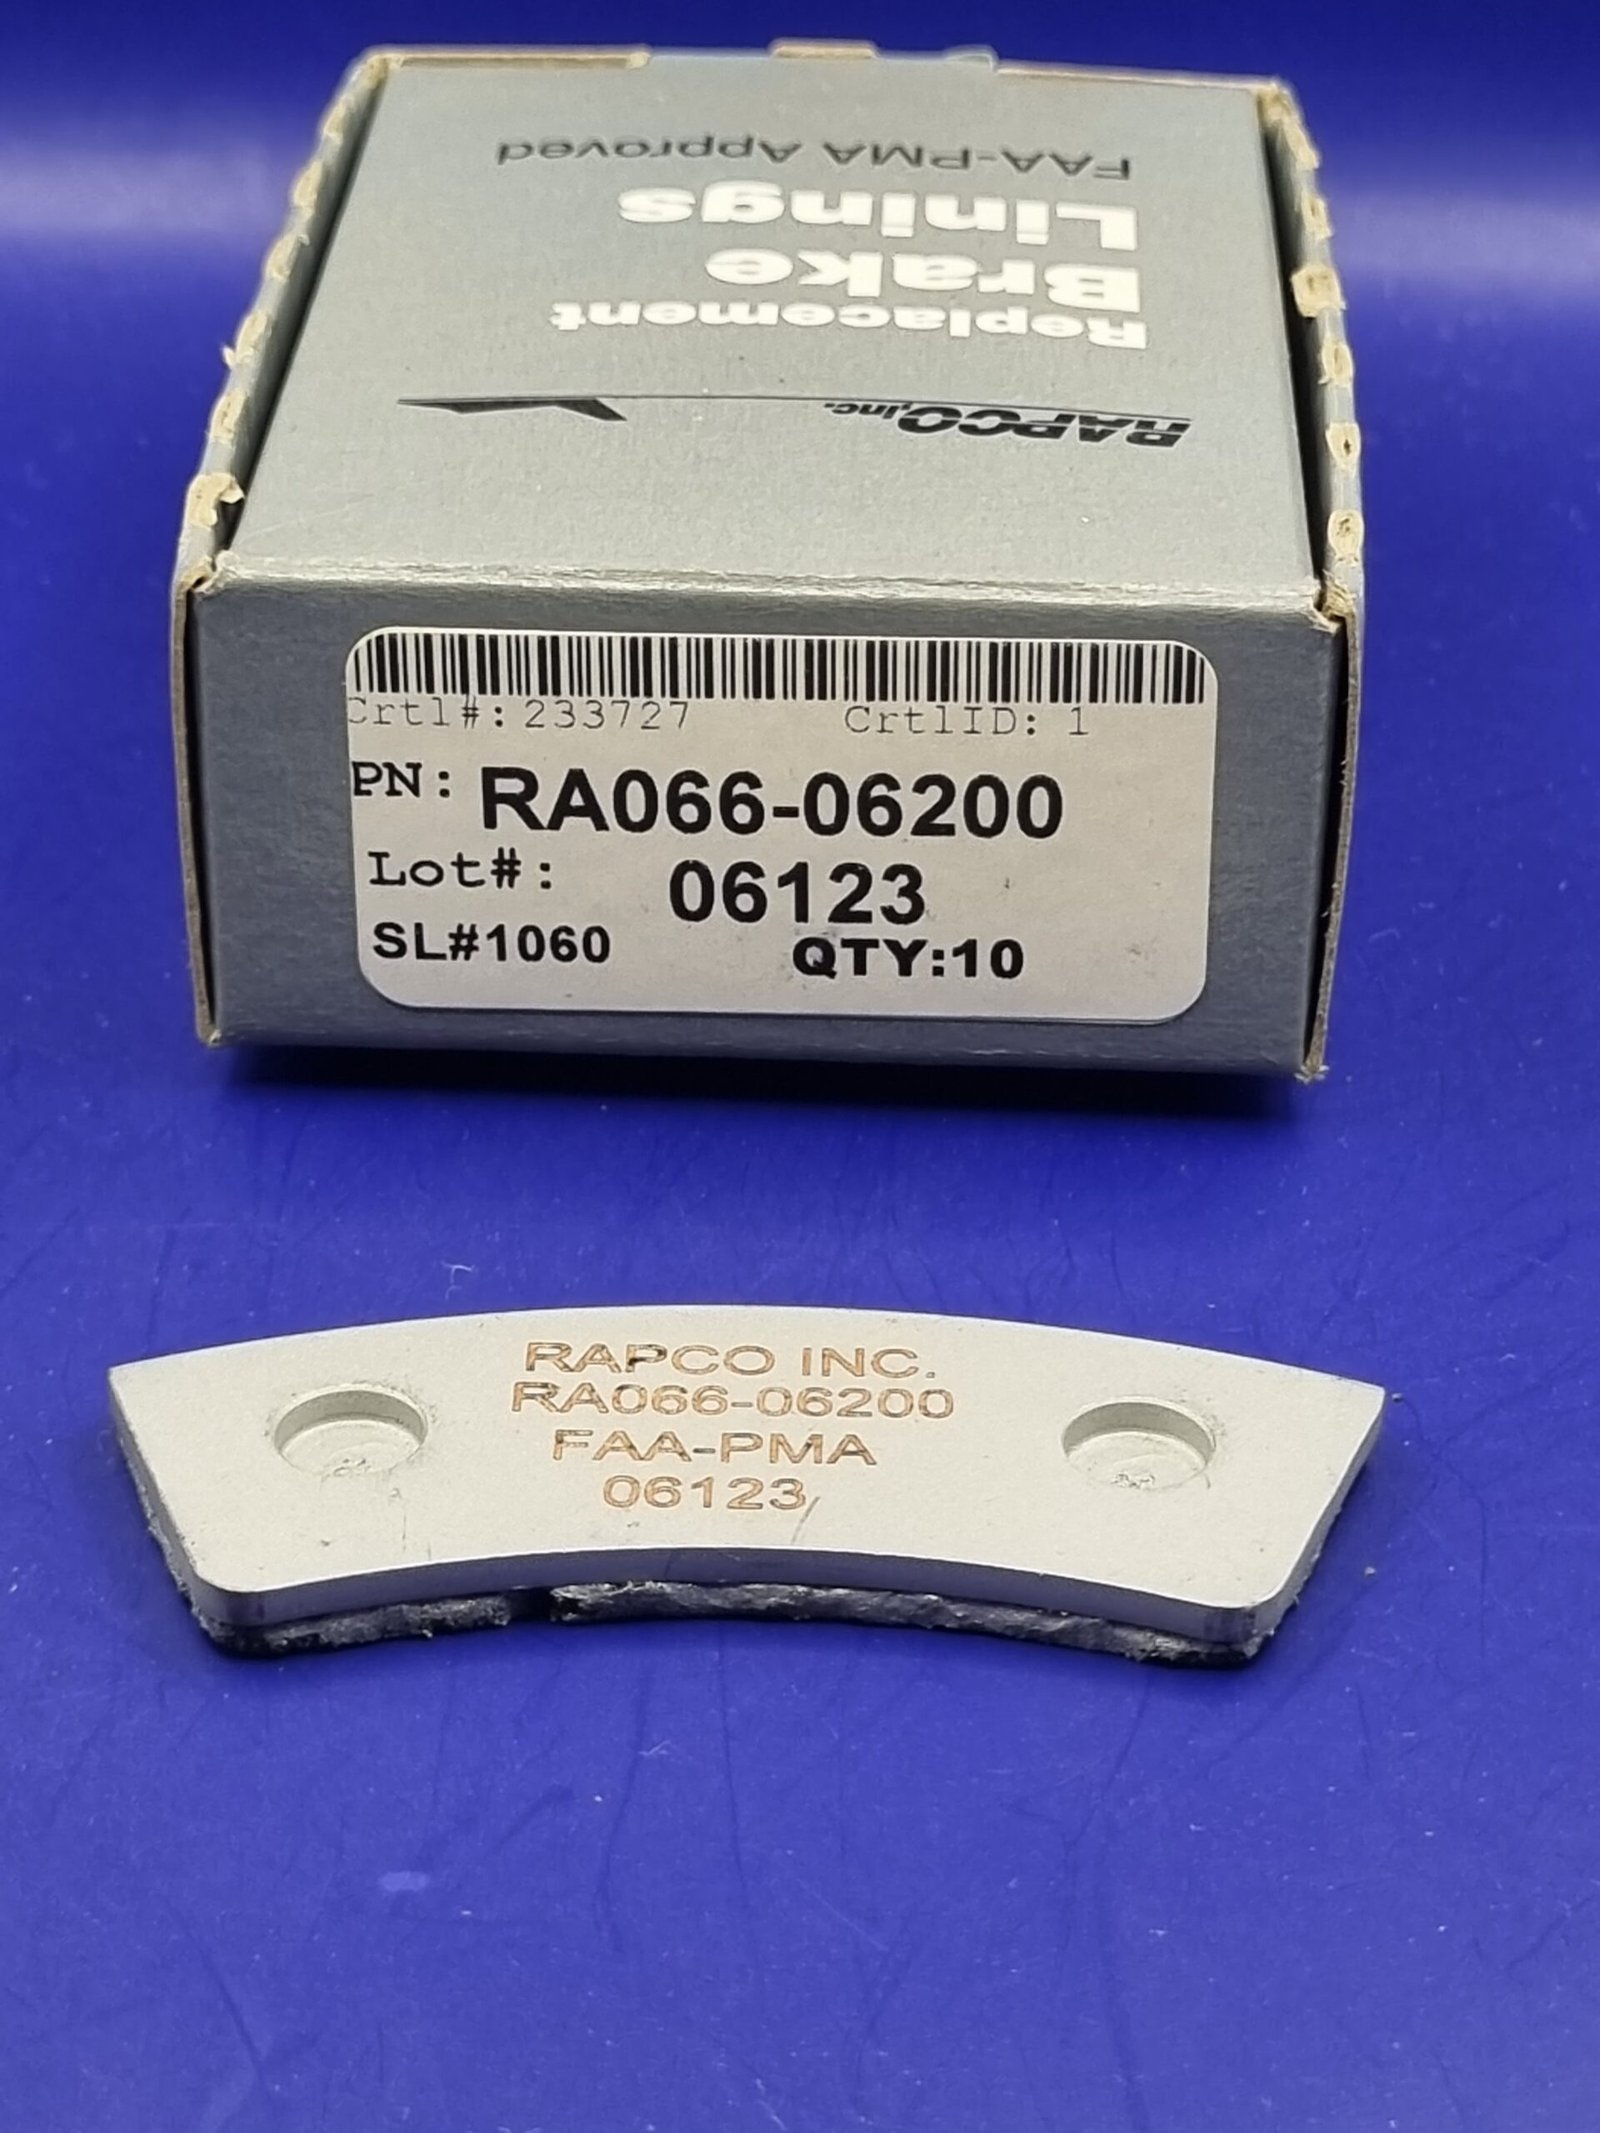 FAA-PMA Approved
Linings
Brake
Replacement
RAPCO,inc.
Crtl#: 233727 CrtlID: 1
PN: RA066-06200
Lot#: 06123
SL#1060 QTY:10
RAPCO INC.
RA066-06200
FAA-PMA
06123